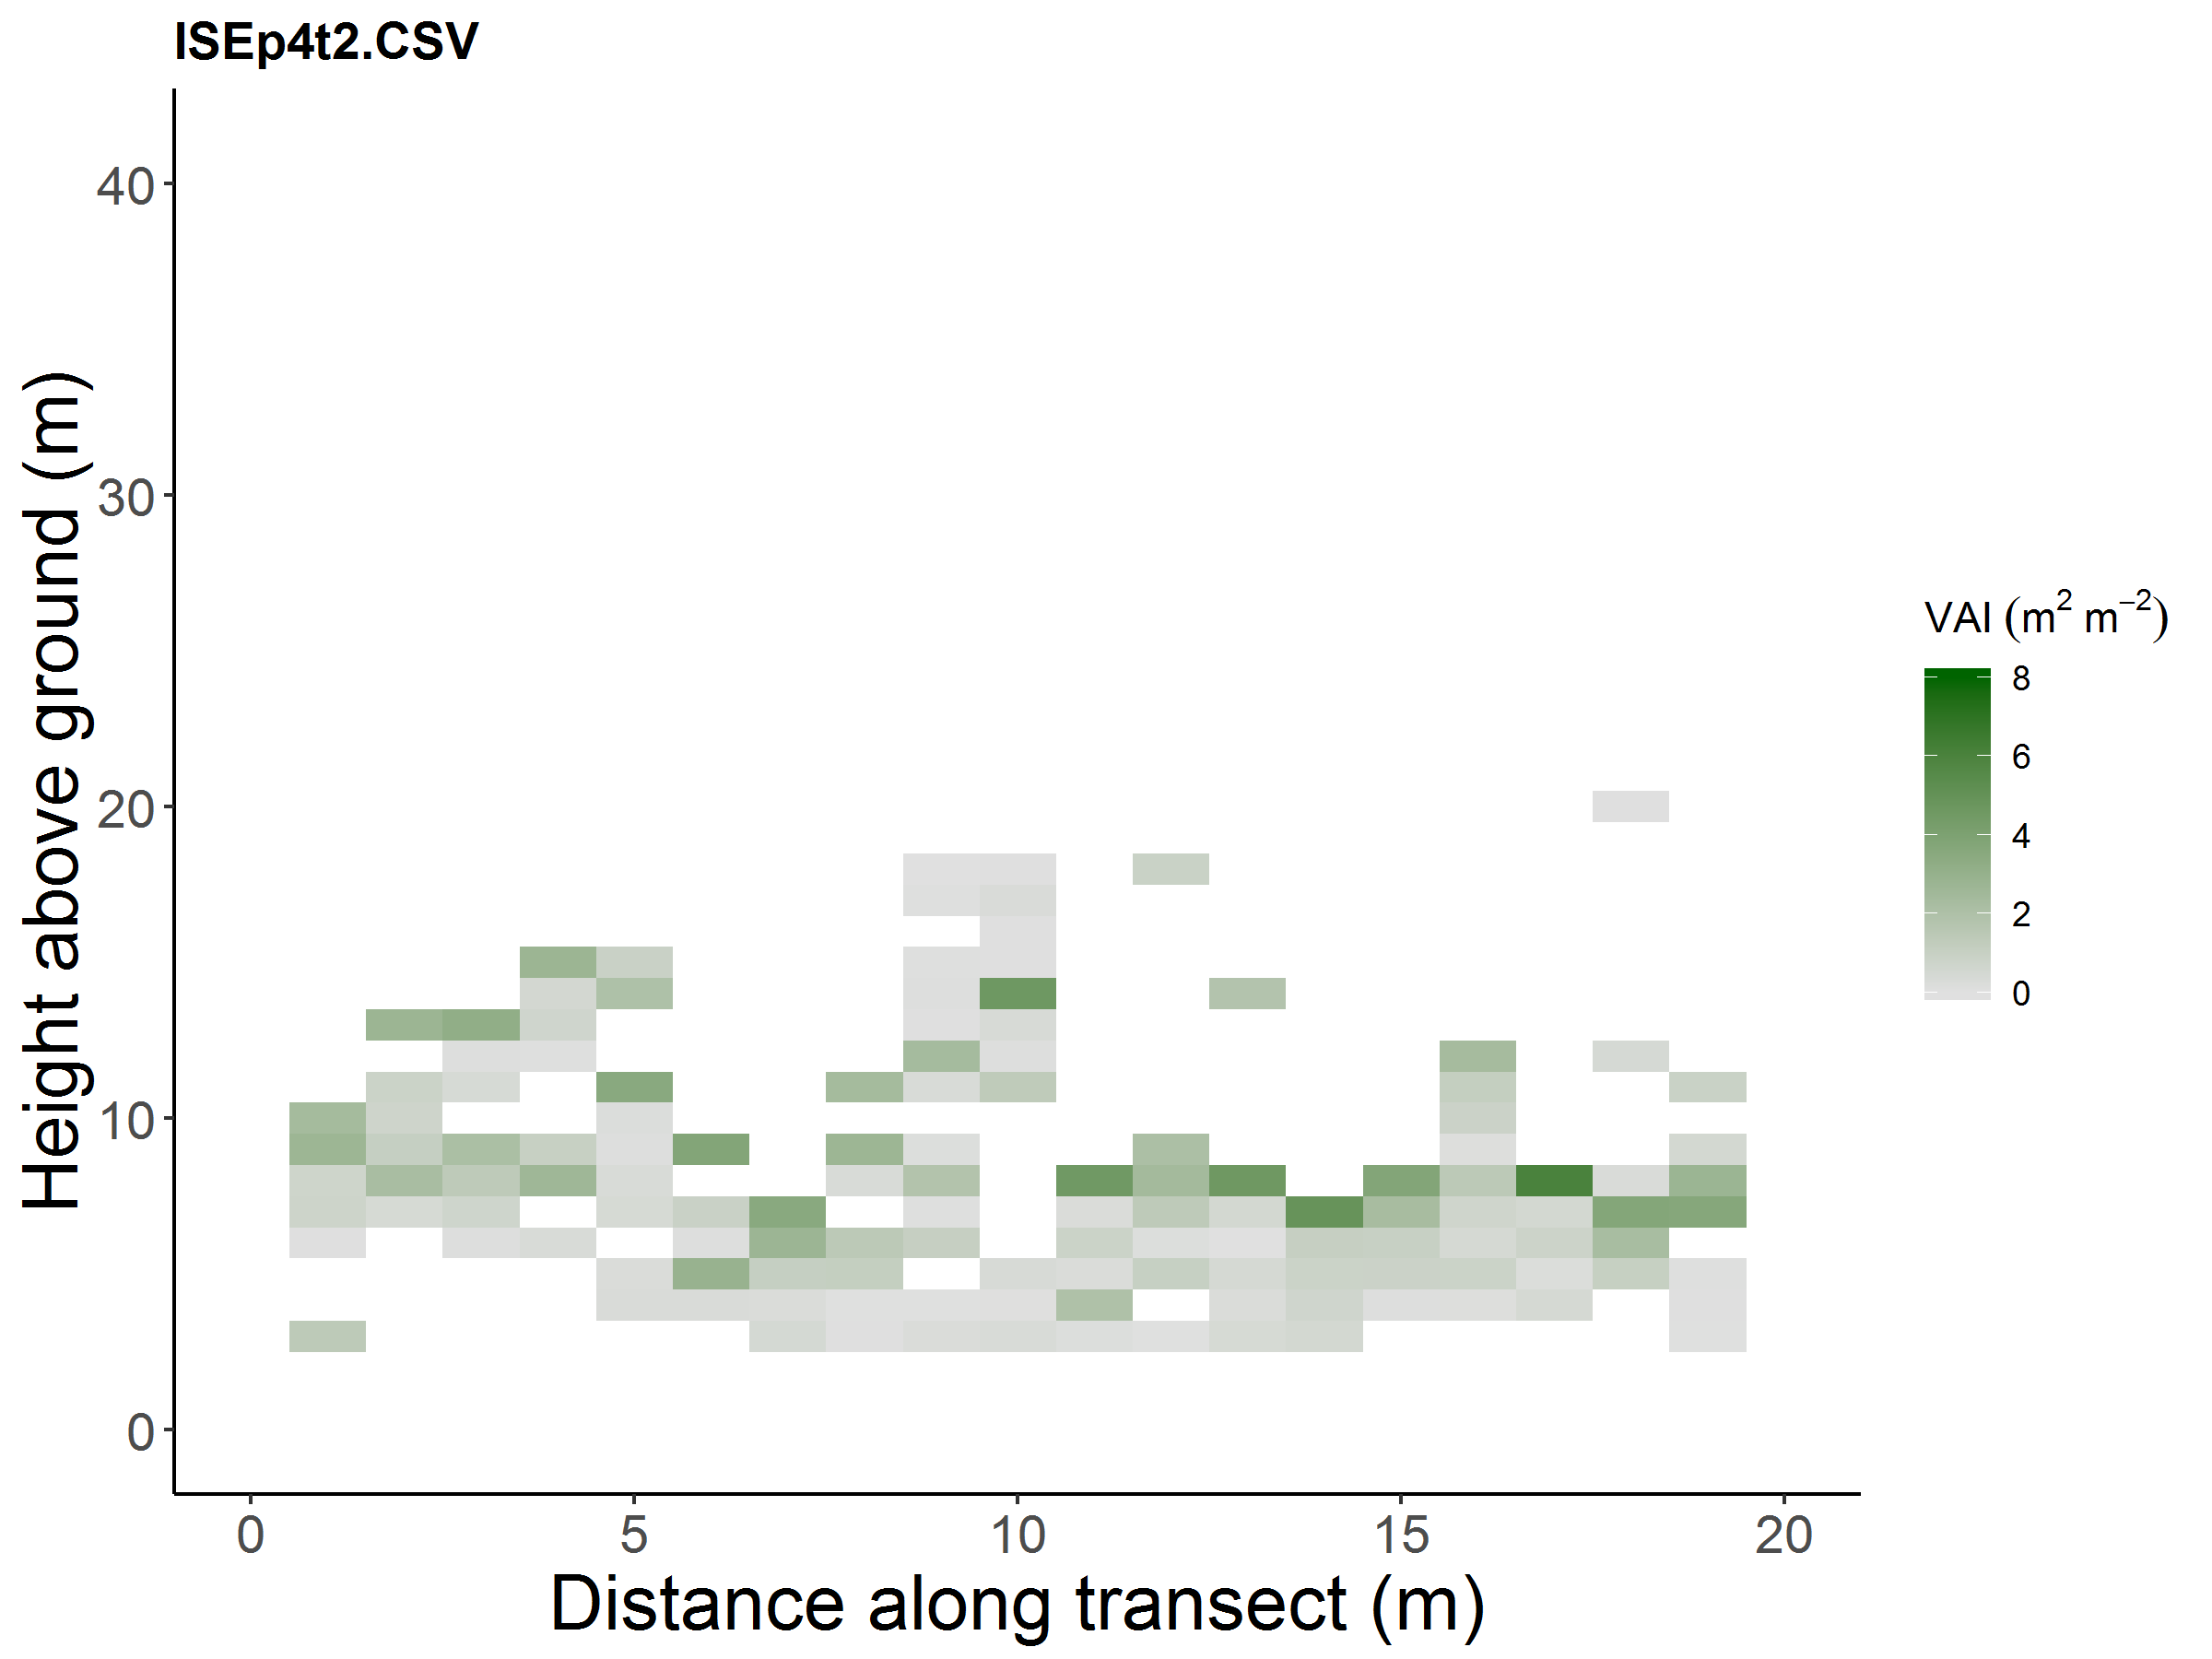 ISEp4t2.CSV
Height above ground (m)
40
30
20
10
0
0 5 10 15 20
Distance along transect (m)
VAI (m² m⁻²)
8
6
4
2
0